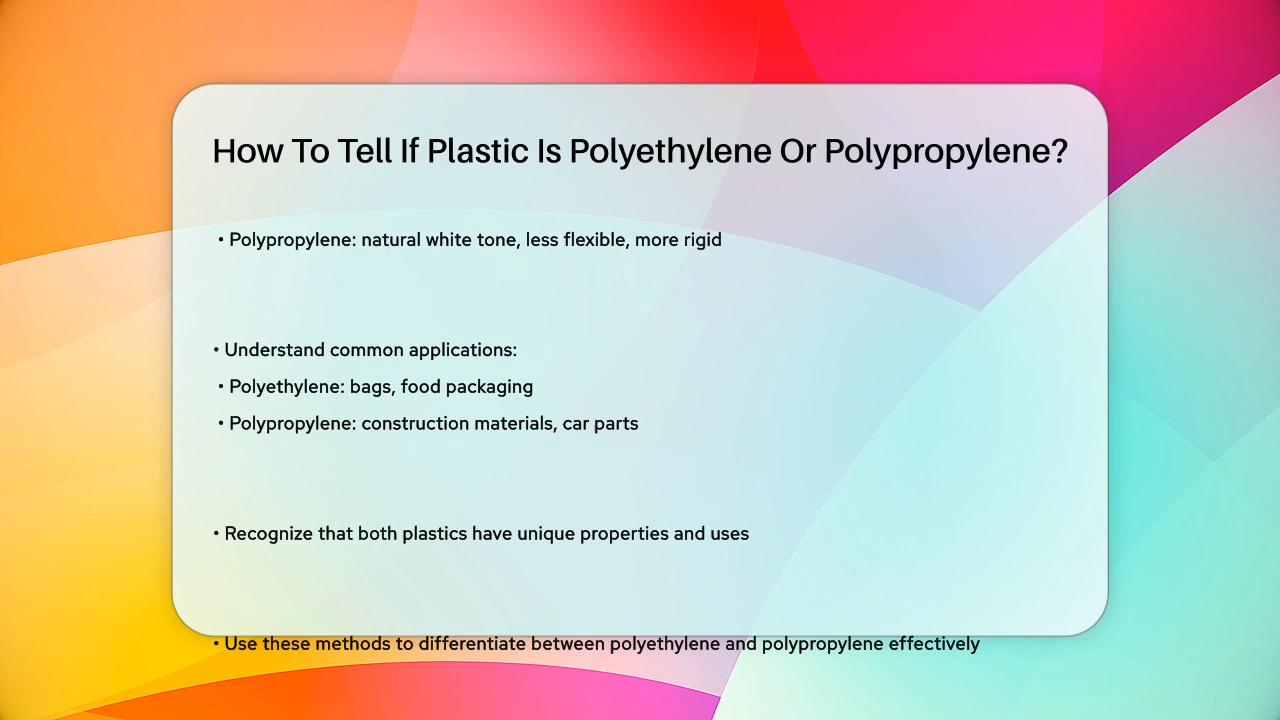 How To Tell If Plastic Is Polyethylene Or Polypropylene?
• Polypropylene: natural white tone, less flexible, more rigid
• Understand common applications:
• Polyethylene: bags, food packaging
• Polypropylene: construction materials, car parts
• Recognize that both plastics have unique properties and uses
• Use these methods to differentiate between polyethylene and polypropylene effectively